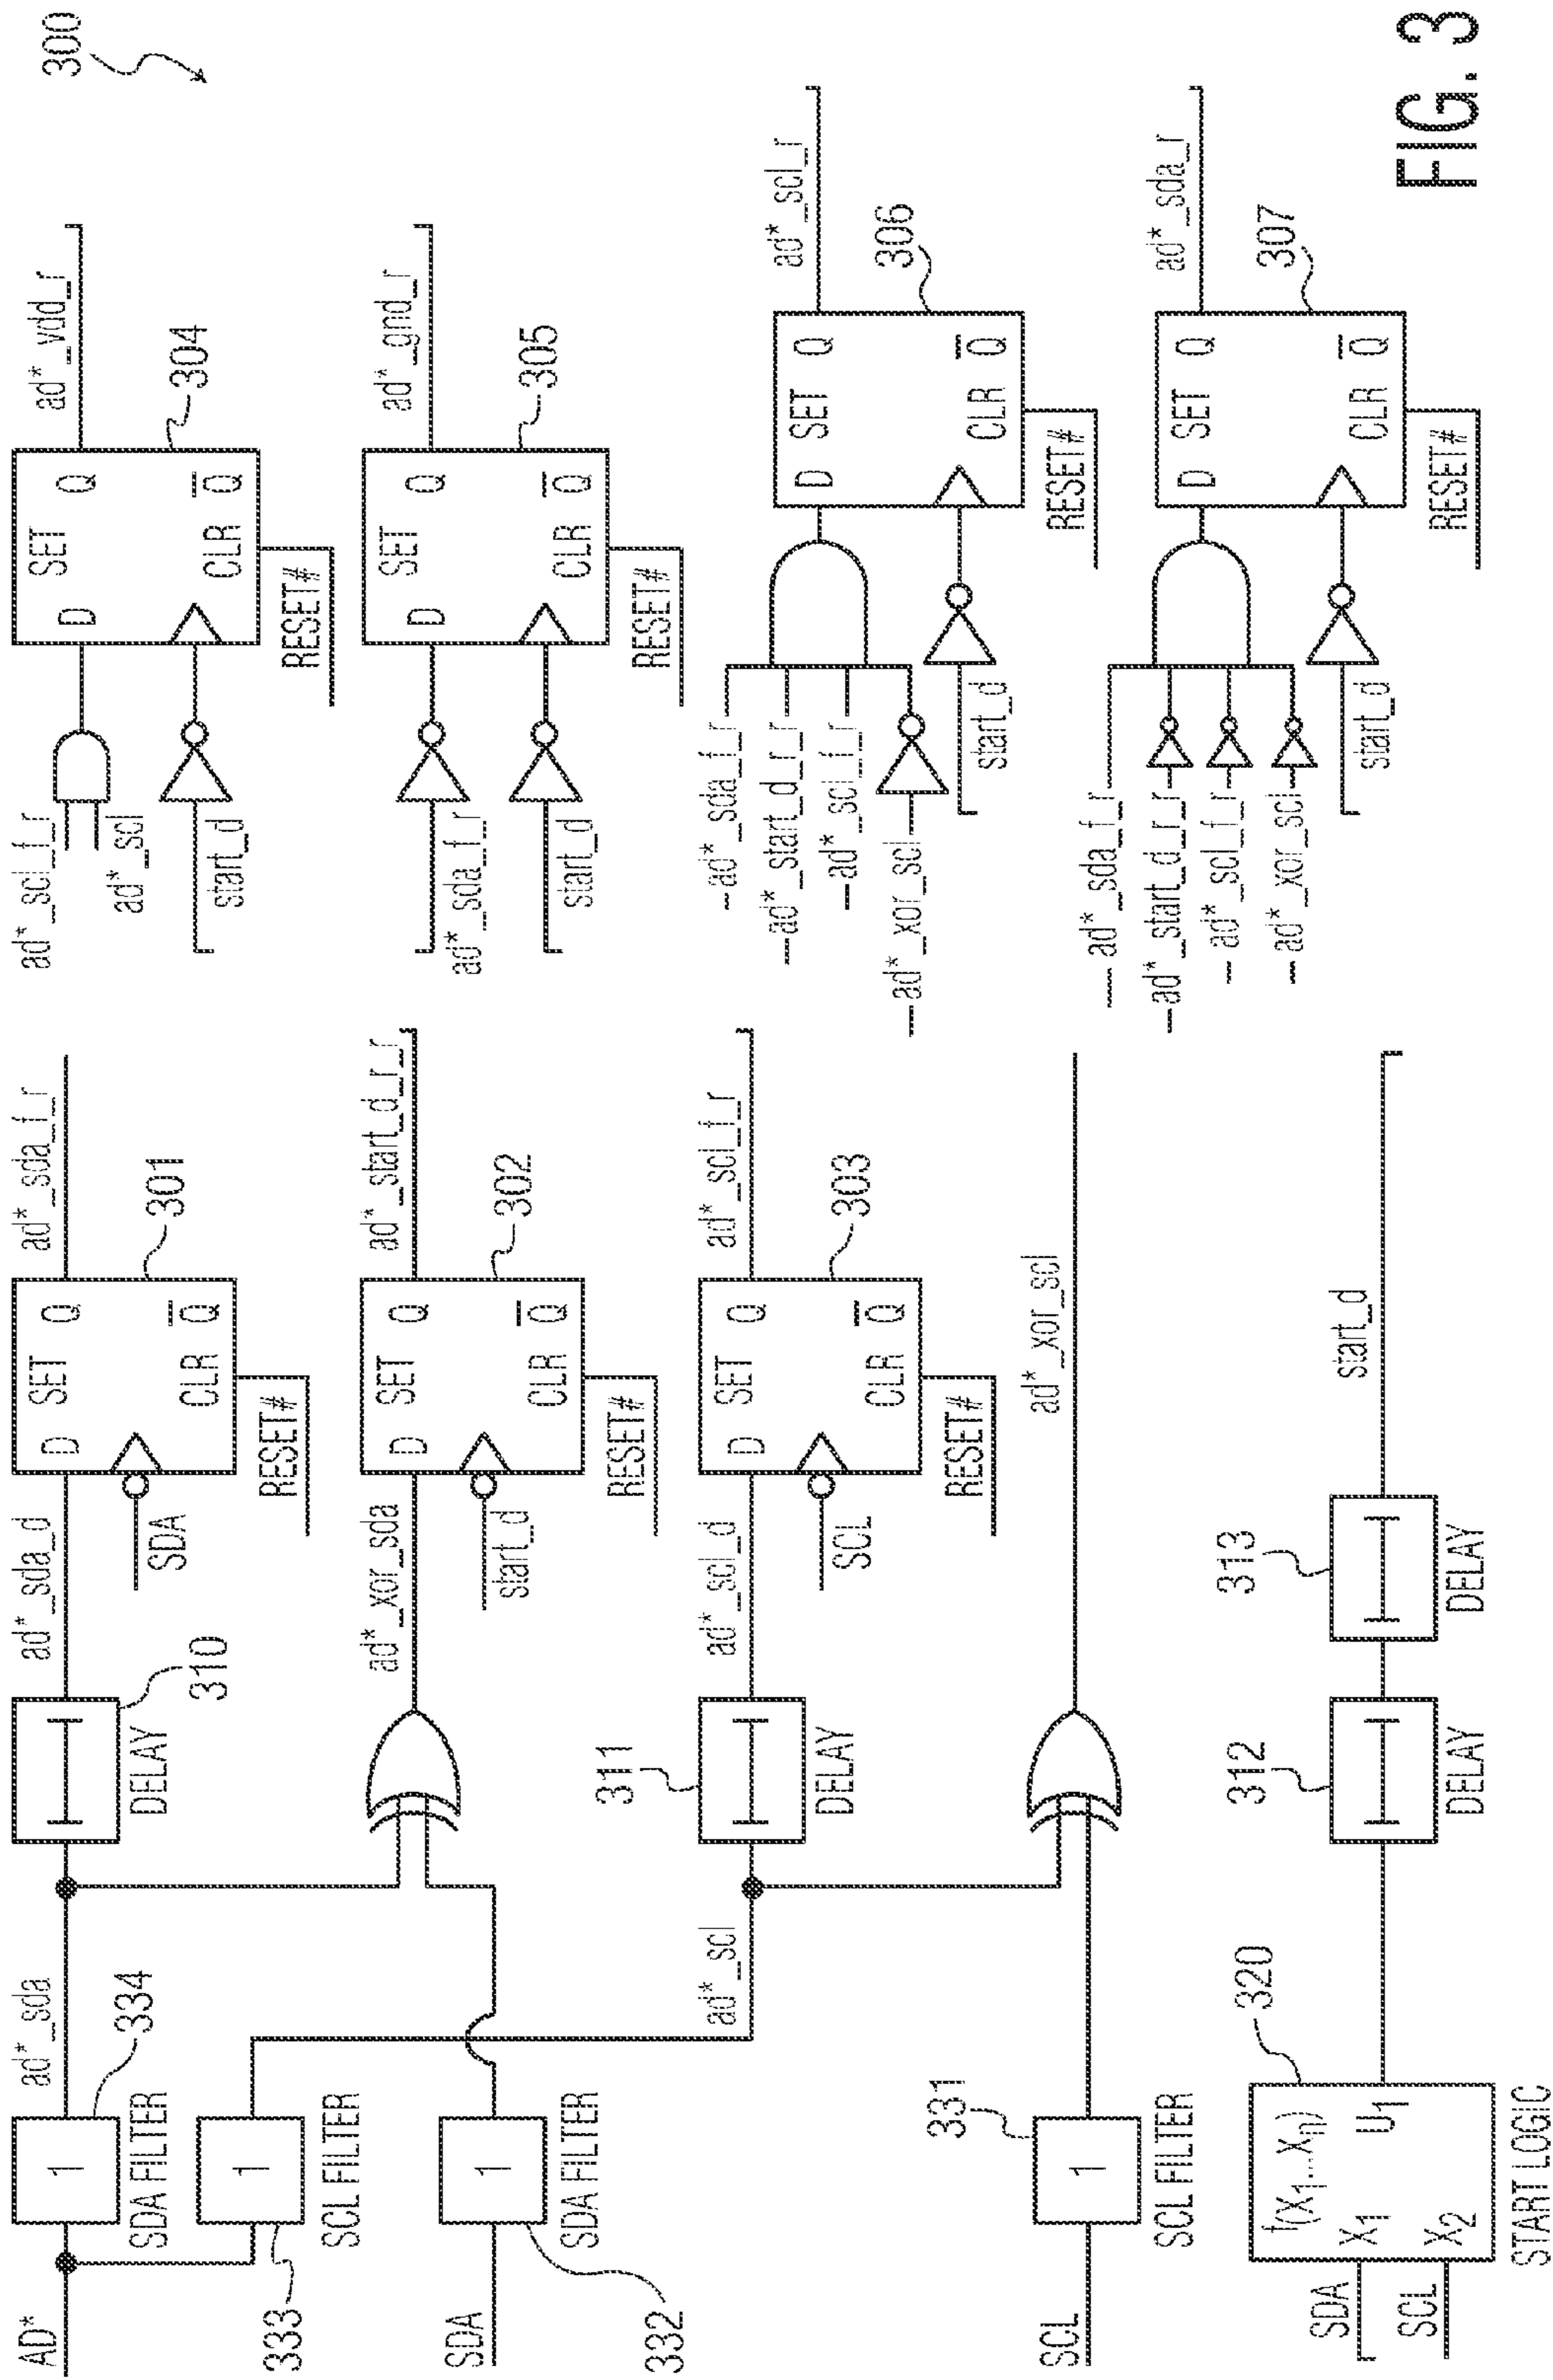 300
AD*
SDA FILTER
1
334
ad*_sda
DELAY
310
ad*_sda_d
D SET Q
CLR Q̅
SDA
RESET#
301
ad*_sda_f_r
333
1
SCL FILTER
SDA
332
1
SDA FILTER
ad*_xor_sda
D SET Q
CLR Q̅
start_d
RESET#
302
ad*_start_d_r_r
ad*_scl
311
DELAY
ad*_scl_d
D SET Q
CLR Q̅
SCL
RESET#
303
ad*_scl_f_r
SCL
331
1
SCL FILTER
ad*_xor_scl
SDA
SCL
f(X1...Xn)
X1 U1
X2
320
START LOGIC
312
DELAY
313
DELAY
start_d
ad*_scl_f_r
ad*_scl
start_d
D SET Q
CLR Q̅
RESET#
304
ad*_vdd_r
ad*_sda_f_r
start_d
D SET Q
CLR Q̅
RESET#
305
ad*_gnd_r
ad*_sda_f_r
ad*_start_d_r_r
ad*_scl_f_r
ad*_xor_scl
start_d
D SET Q
CLR Q̅
RESET#
306
ad*_scl_r
ad*_sda_f_r
ad*_start_d_r_r
ad*_scl_f_r
ad*_xor_scl
start_d
D SET Q
CLR Q̅
RESET#
307
ad*_sda_r
FIG. 3